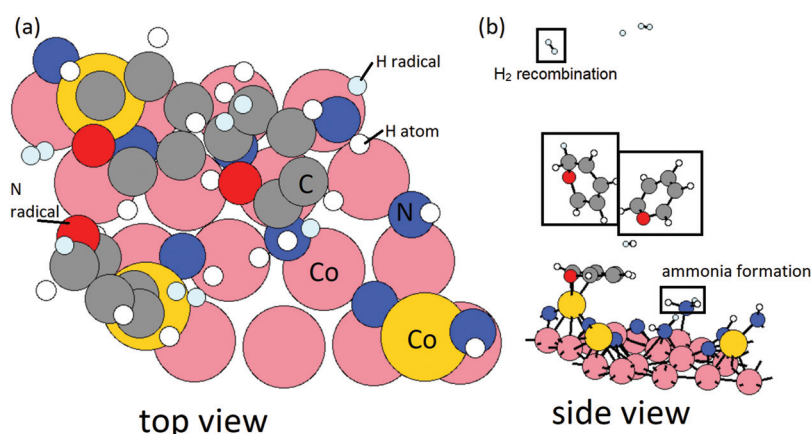 (a)
H radical
H atom
N
radical
C
N
Co
Co
top view
(b)
H2 recombination
ammonia formation
side view